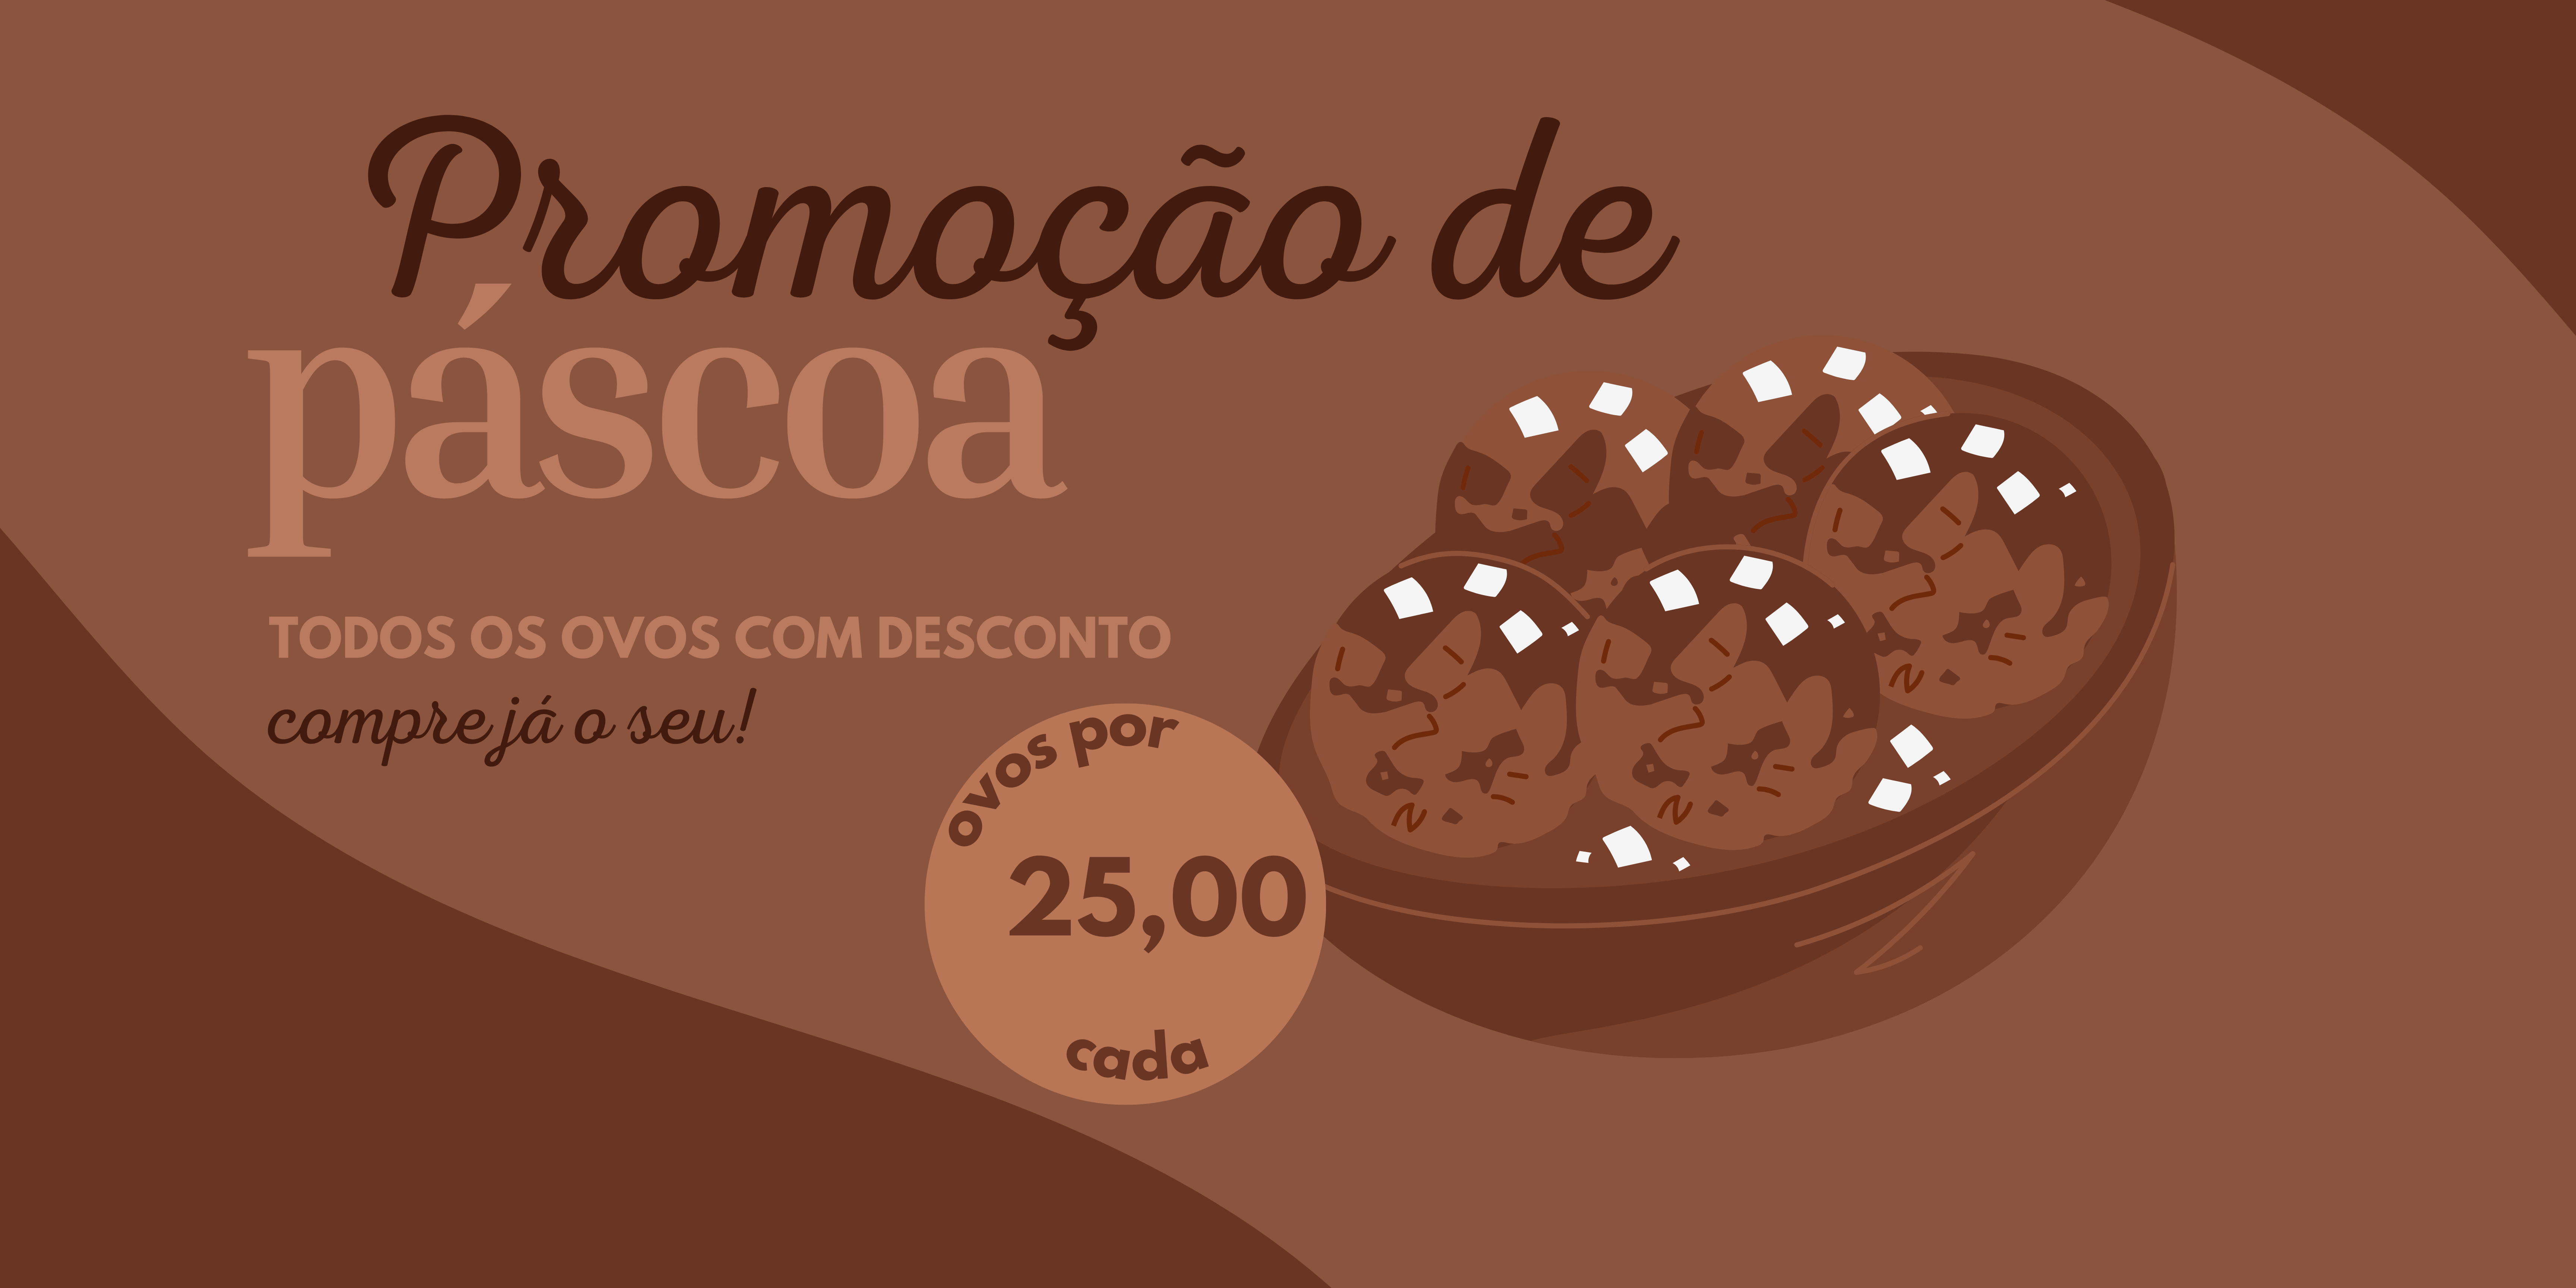 Promoção de
páscoa
TODOS OS OVOS COM DESCONTO
compre já o seu!
ovos por
25,00
cada